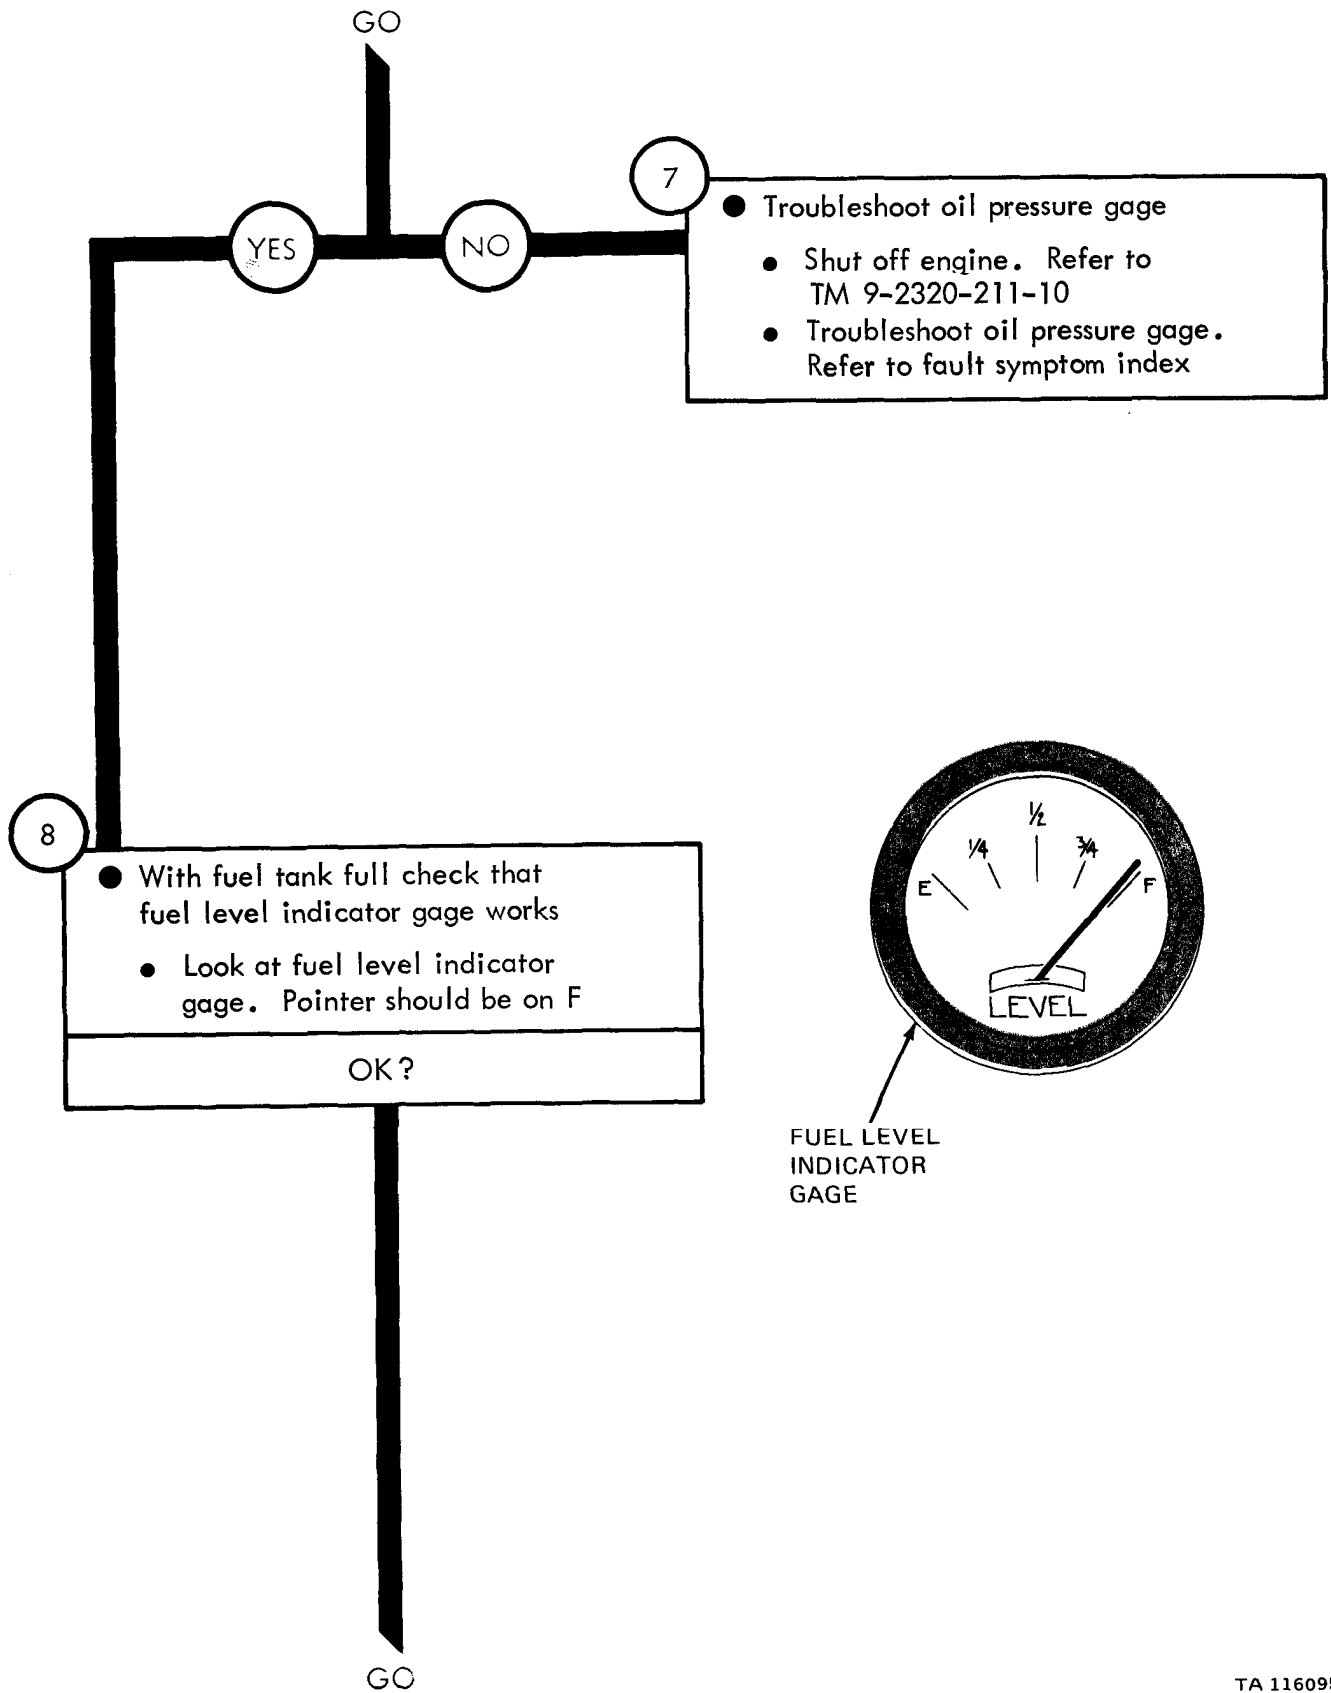 GO
YES
NO
7
● Troubleshoot oil pressure gage
● Shut off engine. Refer to
TM 9-2320-211-10
● Troubleshoot oil pressure gage.
Refer to fault symptom index
8
● With fuel tank full check that
fuel level indicator gage works
● Look at fuel level indicator
gage. Pointer should be on F
OK?
E
1/4
1/2
3/4
F
LEVEL
FUEL LEVEL
INDICATOR
GAGE
GO